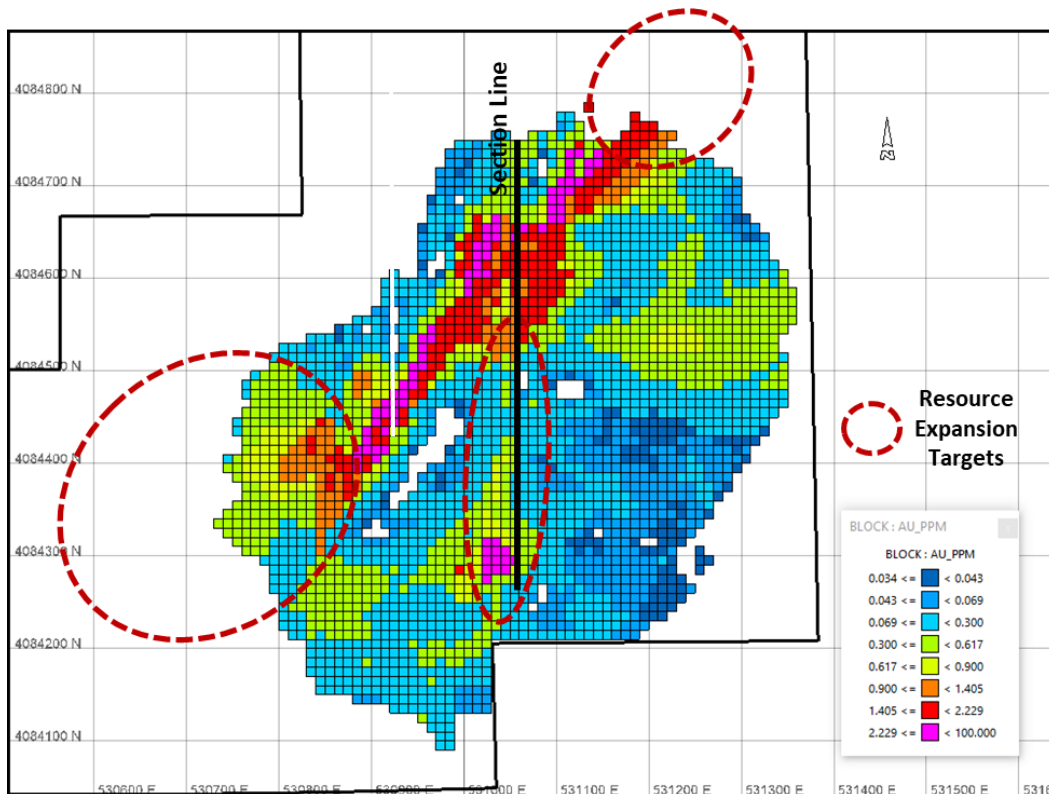 Section Line
4084800 N
4084700 N
4084600 N
4084500 N
4084400 N
4084300 N
4084200 N
4084100 N
N
Resource
Expansion
Targets
BLOCK : AU_PPM
BLOCK : AU_PPM
0.034 <= < 0.043
0.043 <= < 0.069
0.069 <= < 0.300
0.300 <= < 0.617
0.617 <= < 0.900
0.900 <= < 1.405
1.405 <= < 2.229
2.229 <= < 100.000
530600 E 530700 E 530800 E 530900 E 531000 E 531100 E 531200 E 531300 E 531400 E 531500 E 5316